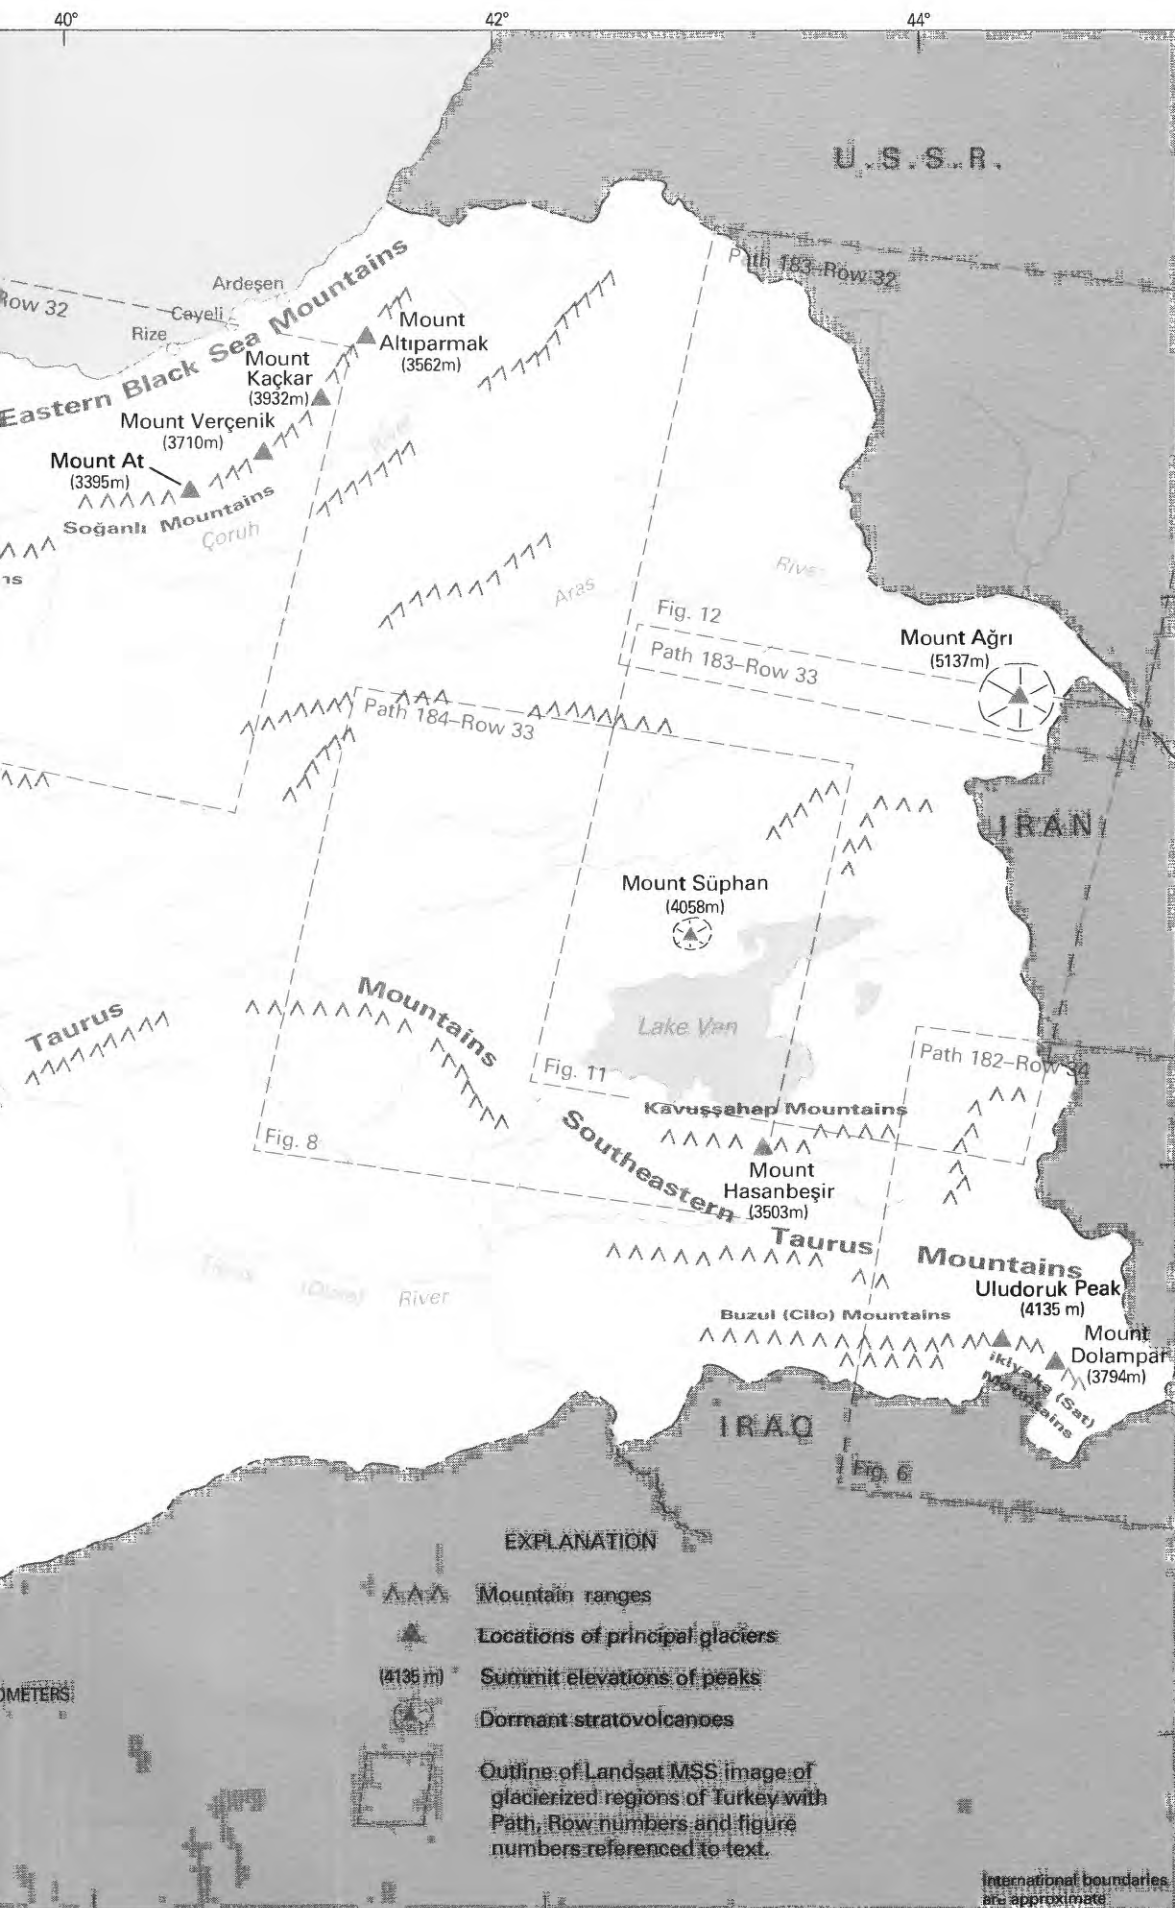 40°
42°
44°
U.S.S.R.
Path 183–Row 32
Row 32
Ardeşen
Cayeli
Rize
Eastern Black Sea Mountains
Mount
Altıparmak
(3562m)
Mount
Kaçkar
(3932m)
Mount Verçenik
(3710m)
Mount At
(3395m)
Soğanlı Mountains
Çoruh
River
ns
Aras
River
Fig. 12
Path 183–Row 33
Mount Ağrı
(5137m)
Path 184–Row 33
IRAN
Mount Süphan
(4058m)
Lake Van
Taurus
Mountains
Fig. 11
Path 182–Row 34
Kavuşşahap Mountains
Fig. 8
Mount
Hasanbeşir
(3503m)
Southeastern
Taurus
Mountains
River
Uludoruk Peak
(4135 m)
Buzul (Cilo) Mountains
Mount
Dolampar
(3794m)
ikiyaka (Sat)
Mountains
IRAQ
Fig. 6
EXPLANATION
Mountain ranges
Locations of principal glaciers
(4135 m) Summit elevations of peaks
OMETERS
Dormant stratovolcanoes
Outline of Landsat MSS image of
glacierized regions of Turkey with
Path, Row numbers and figure
numbers referenced to text.
International boundaries
are approximate